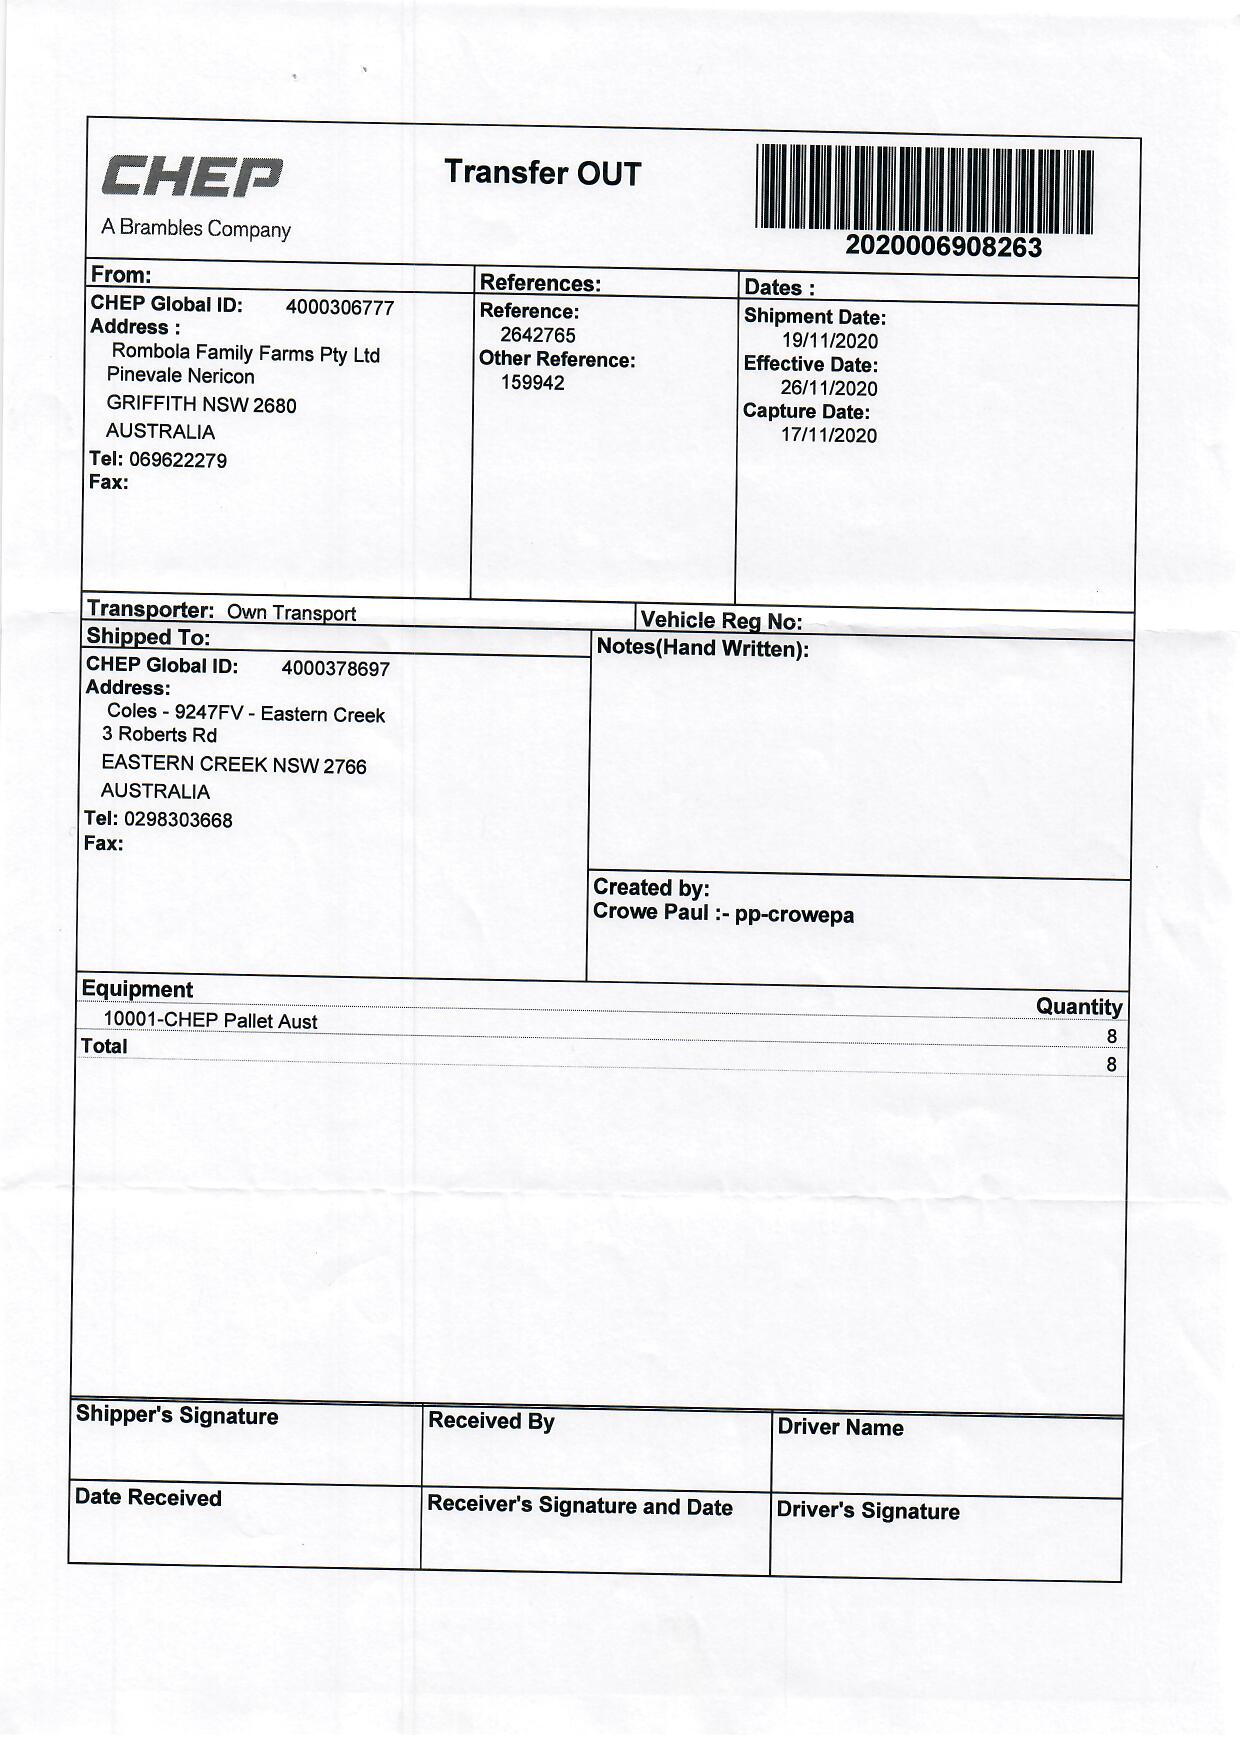 CHEP
A Brambles Company
Transfer OUT
2020006908263
From:
CHEP Global ID: 4000306777
Address :
Rombola Family Farms Pty Ltd
Pinevale Nericon
GRIFFITH NSW 2680
AUSTRALIA
Tel: 069622279
Fax:
References:
Reference:
2642765
Other Reference:
159942
Dates :
Shipment Date:
19/11/2020
Effective Date:
26/11/2020
Capture Date:
17/11/2020
Transporter: Own Transport
Vehicle Reg No:
Shipped To:
CHEP Global ID: 4000378697
Address:
Coles - 9247FV - Eastern Creek
3 Roberts Rd
EASTERN CREEK NSW 2766
AUSTRALIA
Tel: 0298303668
Fax:
Notes(Hand Written):
Created by:
Crowe Paul :- pp-crowepa
Equipment Quantity
10001-CHEP Pallet Aust 8
Total 8
Shipper's Signature
Received By
Driver Name
Date Received
Receiver's Signature and Date
Driver's Signature